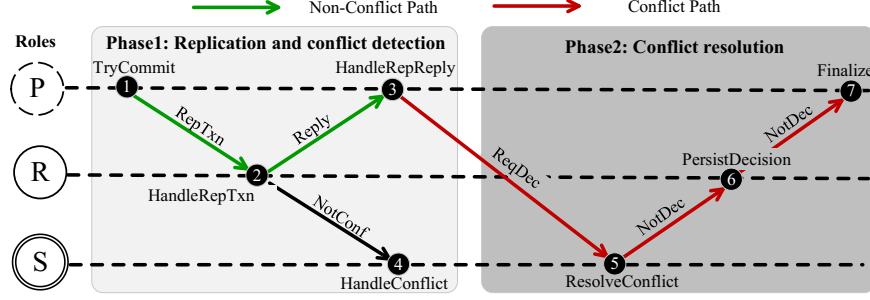 Non-Conflict Path
Conflict Path
Roles
Phase1: Replication and conflict detection
Phase2: Conflict resolution
TryCommit
HandleRepReply
Finalize
P
1
3
7
RepTxn
Reply
ReqDec
NotDec
R
2
PersistDecision
6
HandleRepTxn
NotConf
NotDec
S
4
5
HandleConflict
ResolveConflict